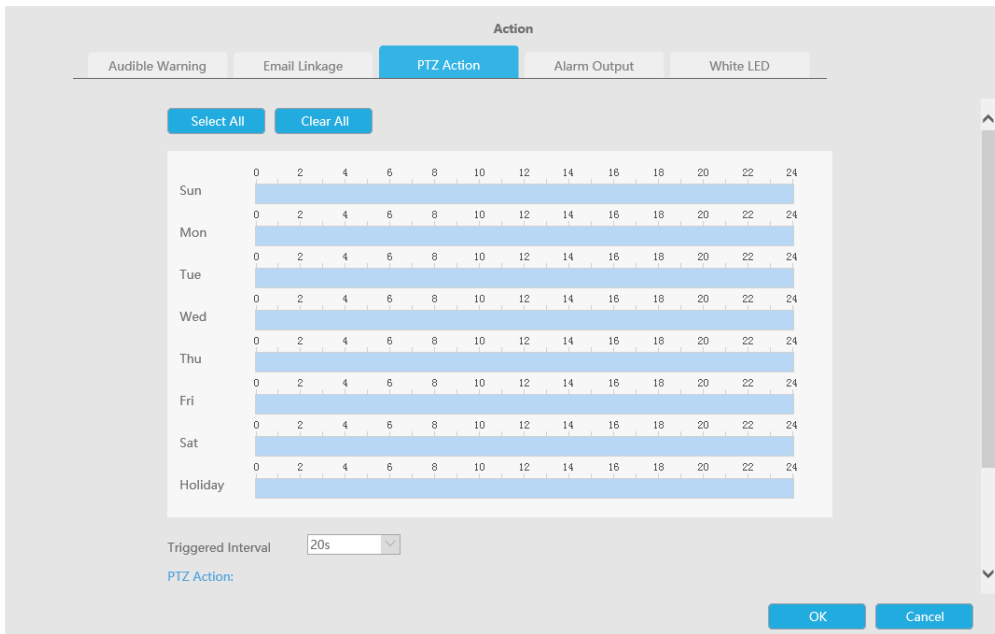 Action
Audible Warning Email Linkage PTZ Action Alarm Output White LED
Select All Clear All
0 2 4 6 8 10 12 14 16 18 20 22 24
Sun
0 2 4 6 8 10 12 14 16 18 20 22 24
Mon
0 2 4 6 8 10 12 14 16 18 20 22 24
Tue
0 2 4 6 8 10 12 14 16 18 20 22 24
Wed
0 2 4 6 8 10 12 14 16 18 20 22 24
Thu
0 2 4 6 8 10 12 14 16 18 20 22 24
Fri
0 2 4 6 8 10 12 14 16 18 20 22 24
Sat
0 2 4 6 8 10 12 14 16 18 20 22 24
Holiday
Triggered Interval 20s
PTZ Action:
OK Cancel